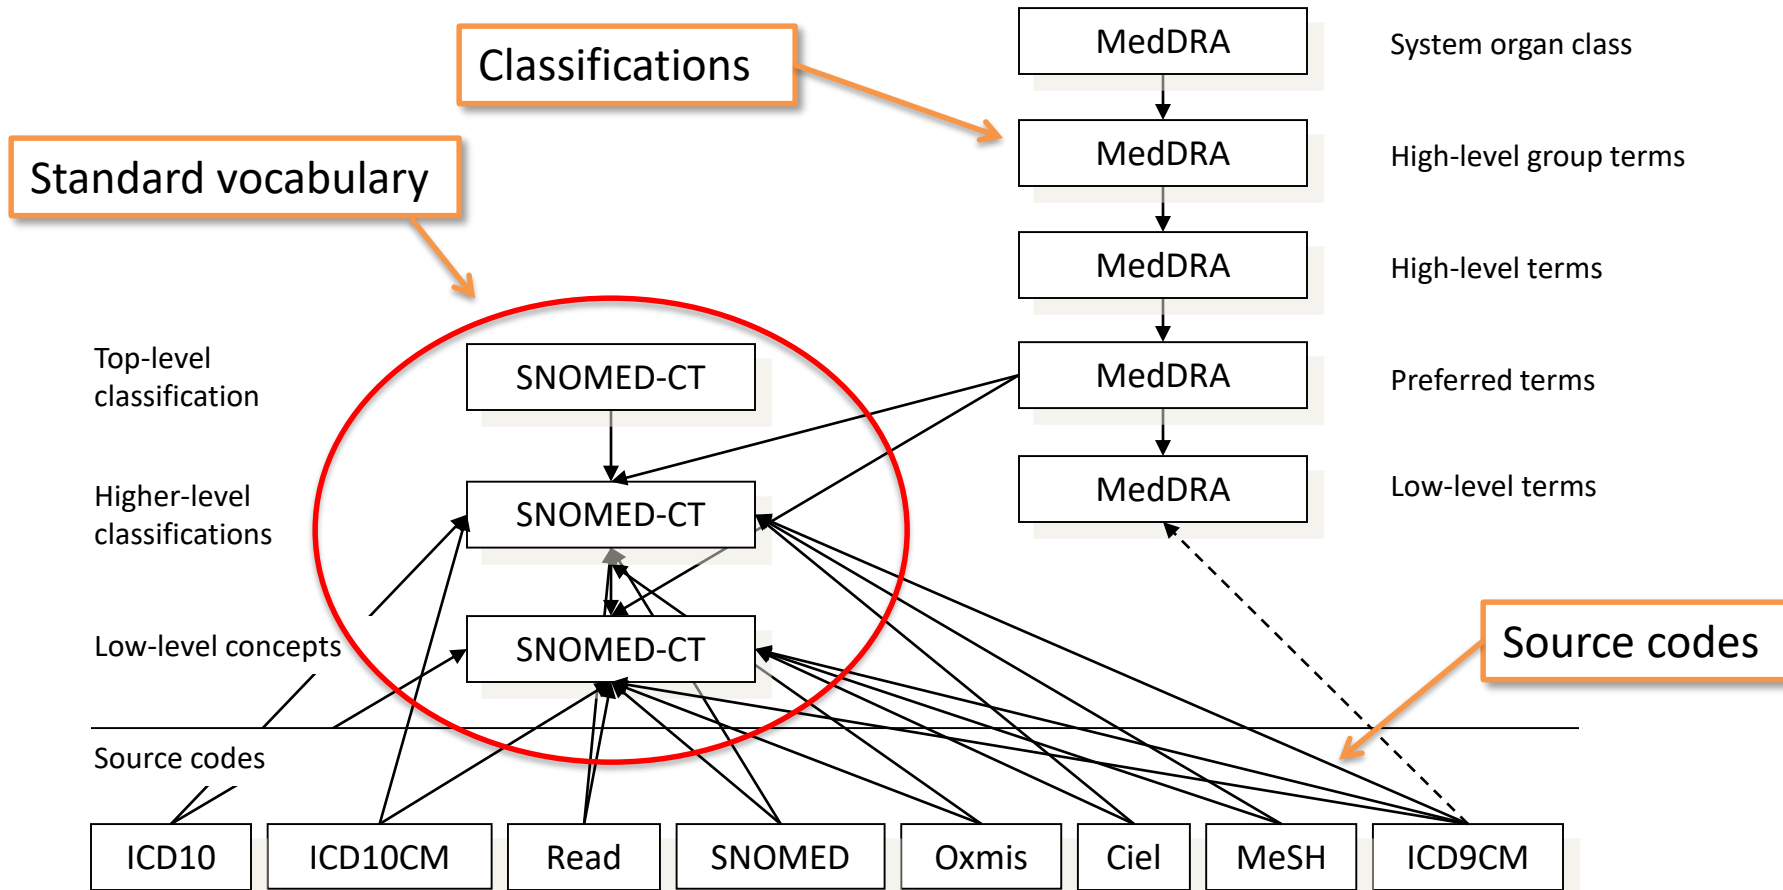 MedDRA
System organ class
Classifications
MedDRA
High-level group terms
Standard vocabulary
MedDRA
High-level terms
Top-level
classification
SNOMED-CT
MedDRA
Preferred terms
Higher-level
classifications
SNOMED-CT
MedDRA
Low-level terms
Low-level concepts
SNOMED-CT
Source codes
Source codes
ICD10
ICD10CM
Read
SNOMED
Oxmis
Ciel
MeSH
ICD9CM